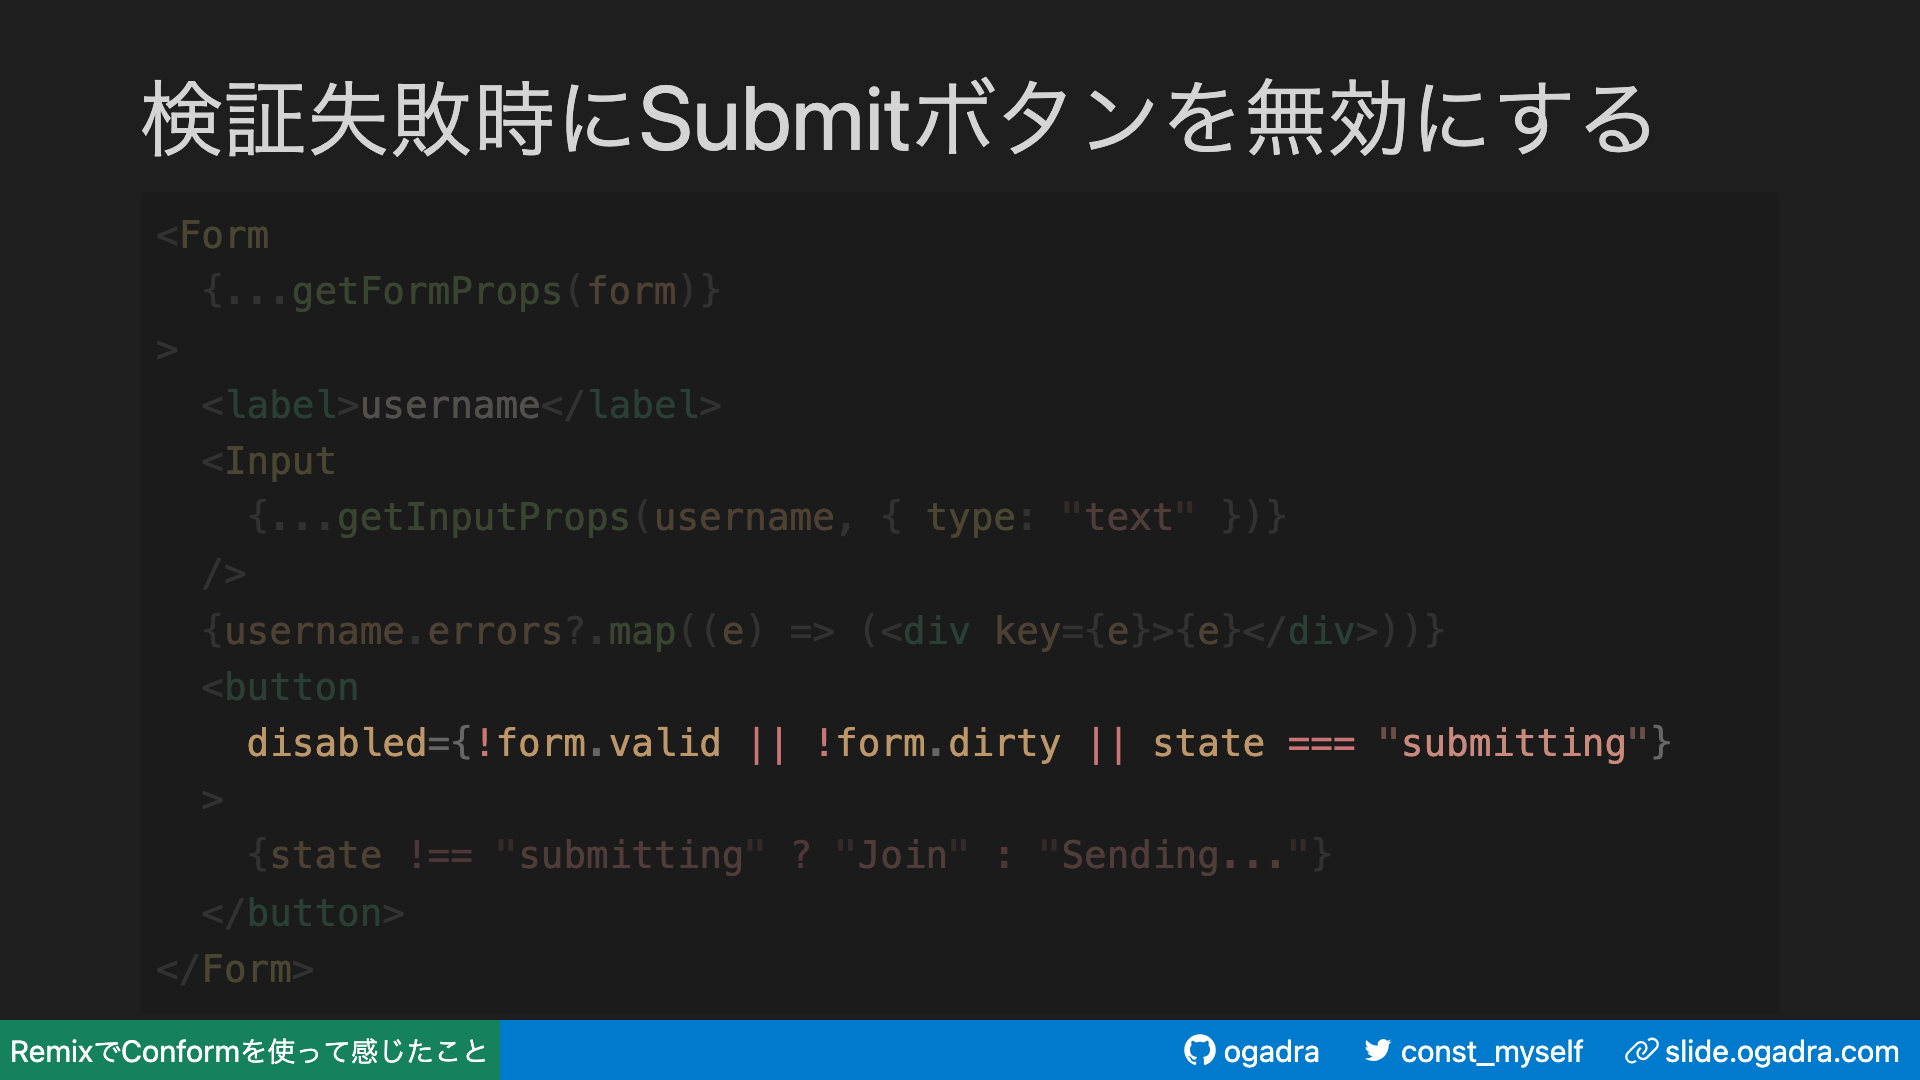 検証失敗時にSubmitボタンを無効にする
<Form
  {...getFormProps(form)}
>
  <label>username</label>
  <Input
    {...getInputProps(username, { type: "text" })}
  />
  {username.errors?.map((e) => (<div key={e}>{e}</div>))}
  <button
    disabled={!form.valid || !form.dirty || state === "submitting"}
  >
    {state !== "submitting" ? "Join" : "Sending..."}
  </button>
</Form>
RemixでConformを使って感じたこと ogadra const_myself slide.ogadra.com